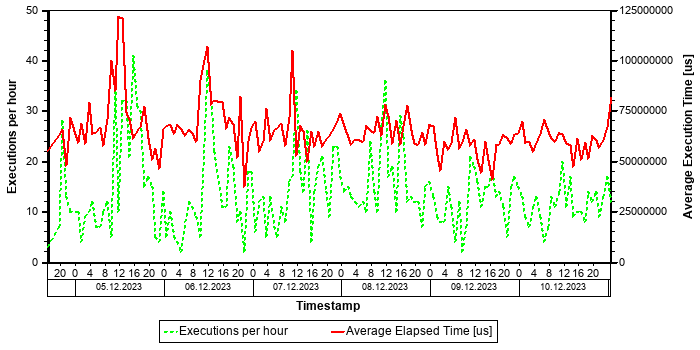 50 125000000
40 100000000
30 75000000
20 50000000
10 25000000
0 0
Executions per hour
Average Execution Time [us]
20 0 4 8 12 16 20 0 4 8 12 16 20 0 4 8 12 16 20 0 4 8 12 16 20 0 4 8 12 16 20 0 4 8 12 16 20
05.12.2023 06.12.2023 07.12.2023 08.12.2023 09.12.2023 10.12.2023
Timestamp
Executions per hour Average Elapsed Time [us]